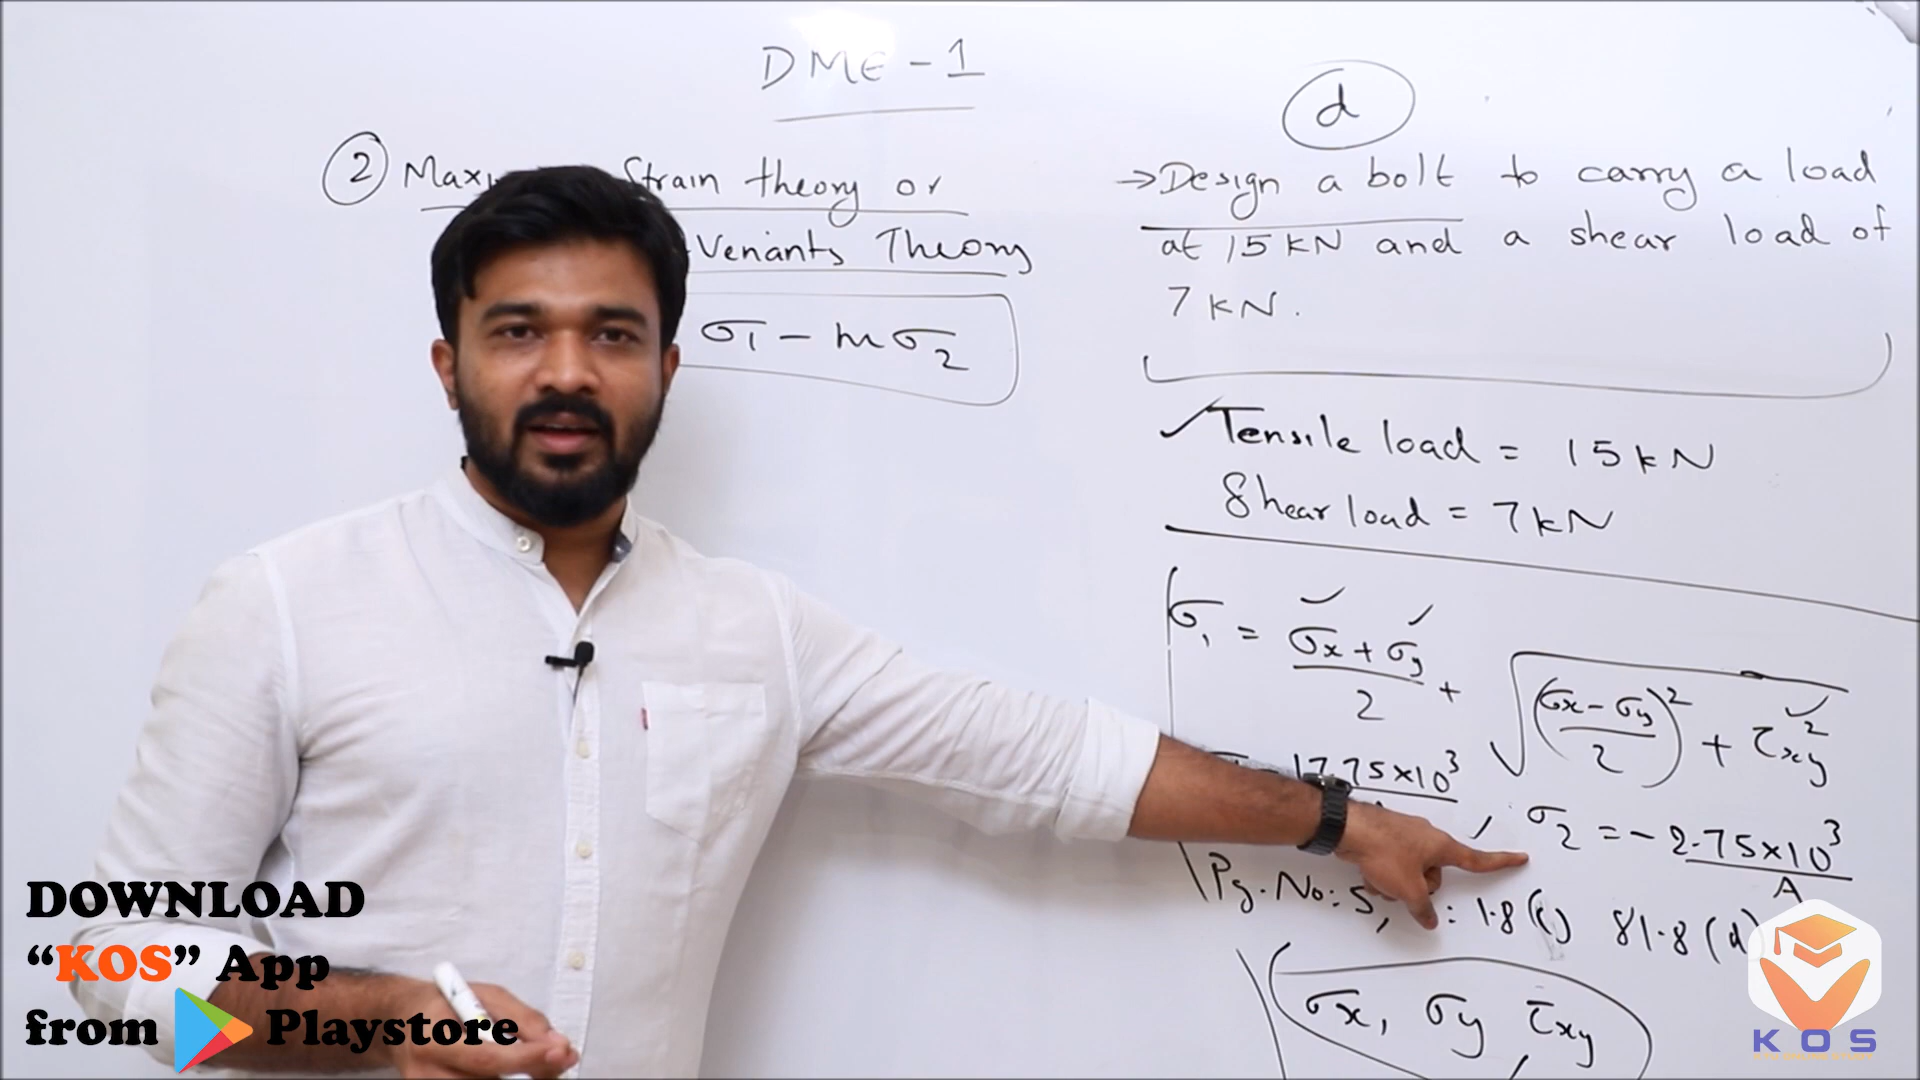 DME - 1
② Max Strain theory or
Venants Theory
σ1 - mσ2
d
→ Design a bolt to carry a load
at 15 KN and a shear load of
7 KN.
✓ Tensile load = 15 kN
Shear load = 7 kN
σ1 = (σx + σy)/2 + √(((σx - σy)/2)² + τxy²)
17.75×10³
σ2 = -2.75×10³/A
Pg. No: 5, : 1.8 (c) 8 1.8 (d)
σx, σy τxy
DOWNLOAD
“KOS” App
from Playstore
KOS